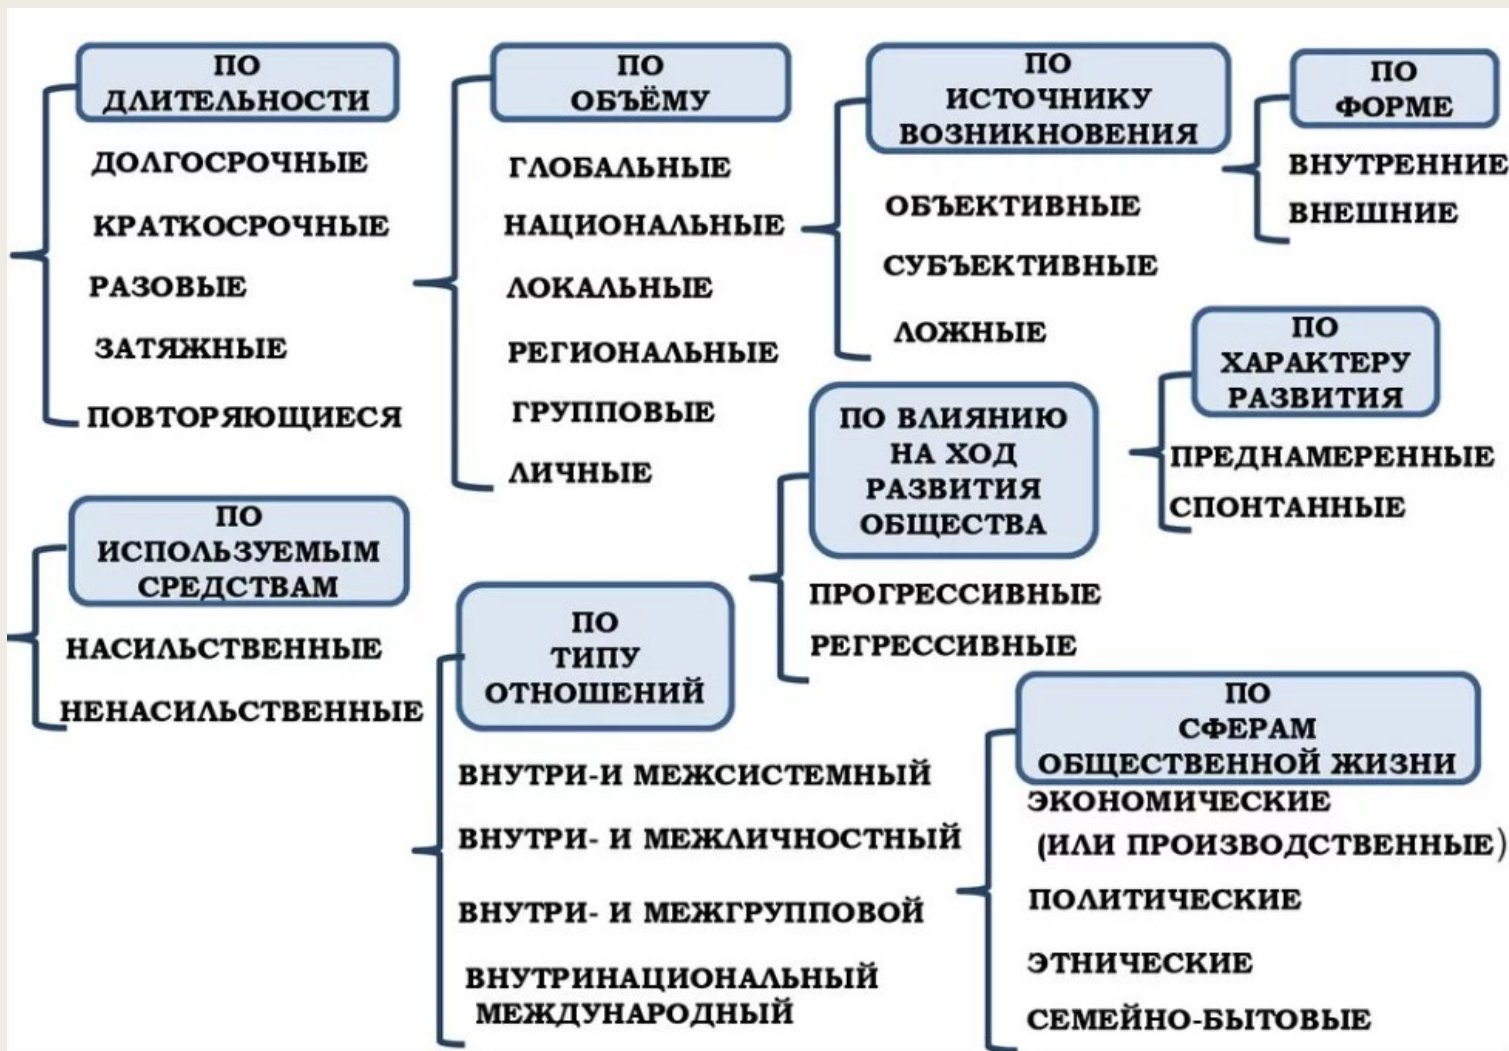 ПО
ДЛИТЕЛЬНОСТИ
ДОЛГОСРОЧНЫЕ
КРАТКОСРОЧНЫЕ
РАЗОВЫЕ
ЗАТЯЖНЫЕ
ПОВТОРЯЮЩИЕСЯ
ПО
ОБЪЁМУ
ГЛОБАЛЬНЫЕ
НАЦИОНАЛЬНЫЕ
ЛОКАЛЬНЫЕ
РЕГИОНАЛЬНЫЕ
ГРУППОВЫЕ
ЛИЧНЫЕ
ПО
ИСТОЧНИКУ
ВОЗНИКНОВЕНИЯ
ОБЪЕКТИВНЫЕ
СУБЪЕКТИВНЫЕ
ЛОЖНЫЕ
ПО
ФОРМЕ
ВНУТРЕННИЕ
ВНЕШНИЕ
ПО
ХАРАКТЕРУ
РАЗВИТИЯ
ПРЕДНАМЕРЕННЫЕ
СПОНТАННЫЕ
ПО ВЛИЯНИЮ
НА ХОД
РАЗВИТИЯ
ОБЩЕСТВА
ПРОГРЕССИВНЫЕ
РЕГРЕССИВНЫЕ
ПО
ИСПОЛЬЗУЕМЫМ
СРЕДСТВАМ
НАСИЛЬСТВЕННЫЕ
НЕНАСИЛЬСТВЕННЫЕ
ПО
ТИПУ
ОТНОШЕНИЙ
ВНУТРИ-И МЕЖСИСТЕМНЫЙ
ВНУТРИ- И МЕЖЛИЧНОСТНЫЙ
ВНУТРИ- И МЕЖГРУППОВОЙ
ВНУТРИНАЦИОНАЛЬНЫЙ
МЕЖДУНАРОДНЫЙ
ПО
СФЕРАМ
ОБЩЕСТВЕННОЙ ЖИЗНИ
ЭКОНОМИЧЕСКИЕ
(ИЛИ ПРОИЗВОДСТВЕННЫЕ)
ПОЛИТИЧЕСКИЕ
ЭТНИЧЕСКИЕ
СЕМЕЙНО-БЫТОВЫЕ